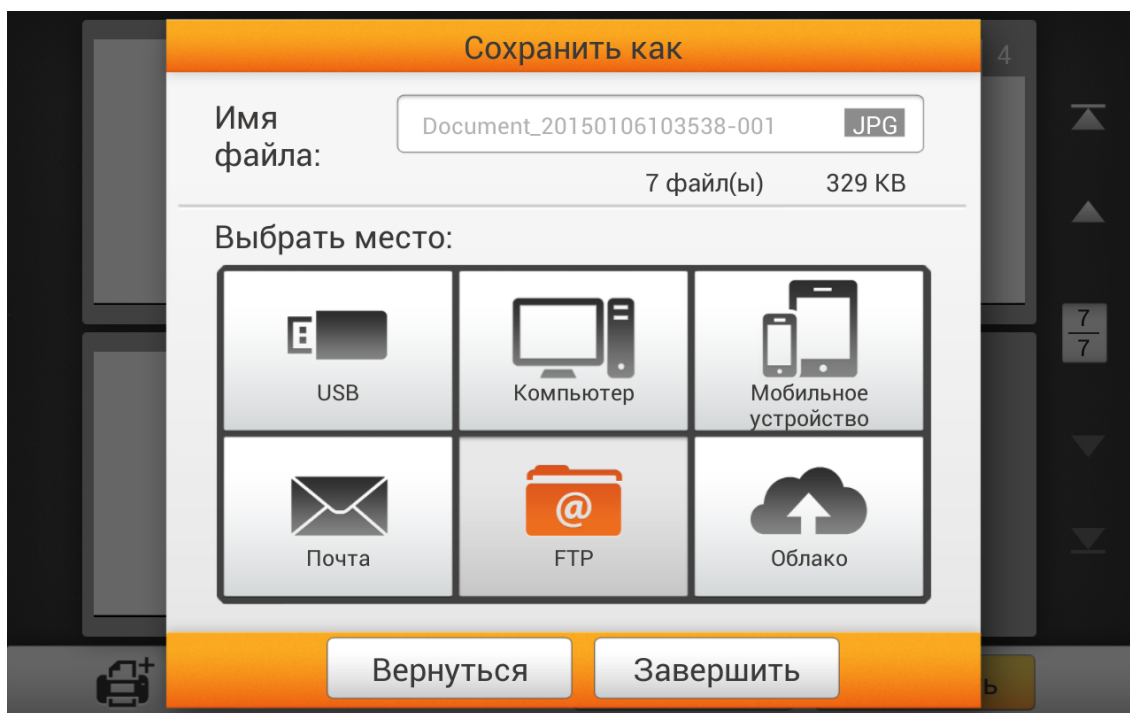 Сохранить как
4
Имя
файла:
Document_20150106103538-001
JPG
7 файл(ы)
329 KB
Выбрать место:
USB
Компьютер
Мобильное
устройство
7
7
Почта
@
FTP
Облако
Вернуться
Завершить
ь